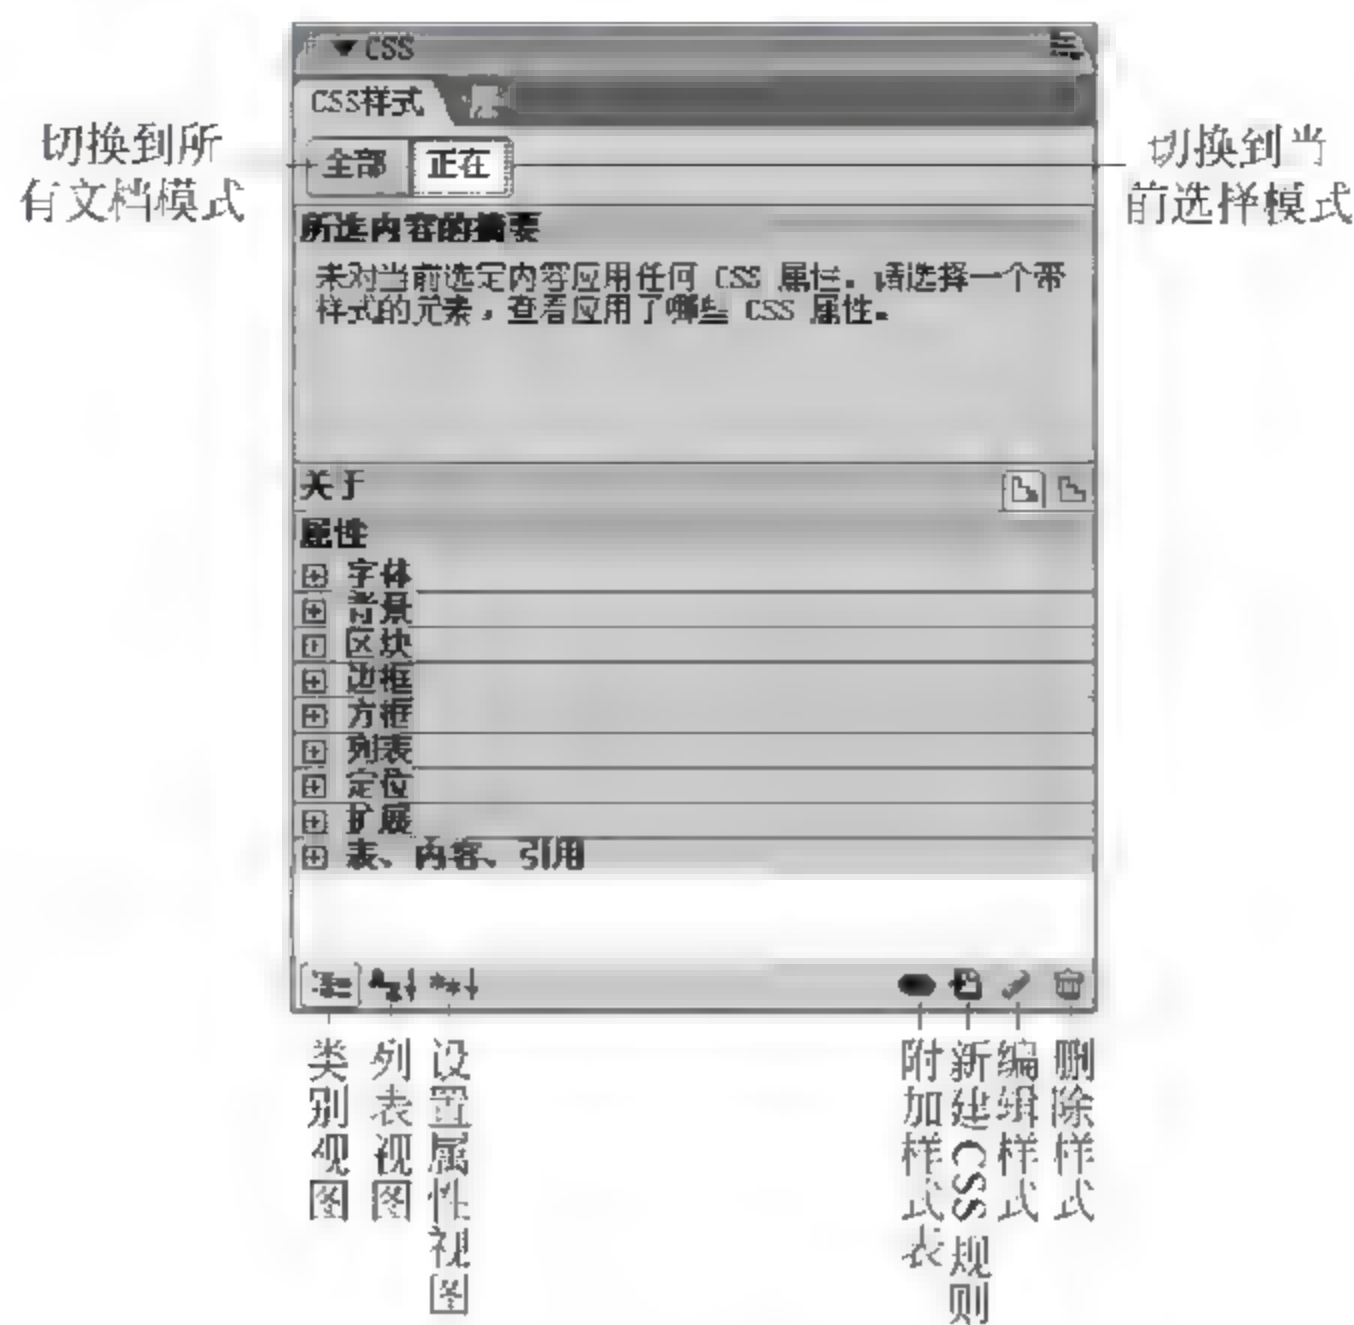 CSS
CSS样式 层
切换到所
有文档模式
全部 正在
切换到当
前选择模式
所选内容的摘要
未对当前选定内容应用任何 CSS 属性。请选择一个带
样式的元素，查看应用了哪些 CSS 属性。
关于
属性
字体
背景
区块
边框
方框
列表
定位
扩展
表、内容、引用
类别视图
列表视图
设置属性视图
附加样式表
新建CSS规则
编辑样式
删除样式